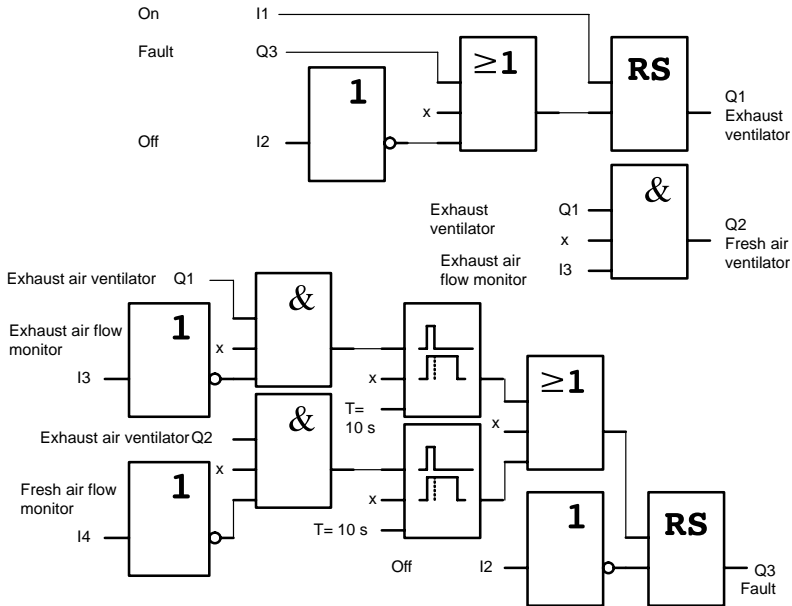 On I1
Fault Q3
≥1
RS
1
x
Q1
Exhaust
ventilator
Off I2
&
Exhaust
ventilator
Q1
x
Q2
Fresh air
ventilator
Exhaust air
flow monitor
I3
Exhaust air ventilator Q1
&
1
Exhaust air flow
monitor
x
I3
x
T=
10 s
≥1
&
x
Exhaust air ventilator Q2
x
1
Fresh air flow
monitor
x
I4
T= 10 s
1
RS
Off I2
Q3
Fault